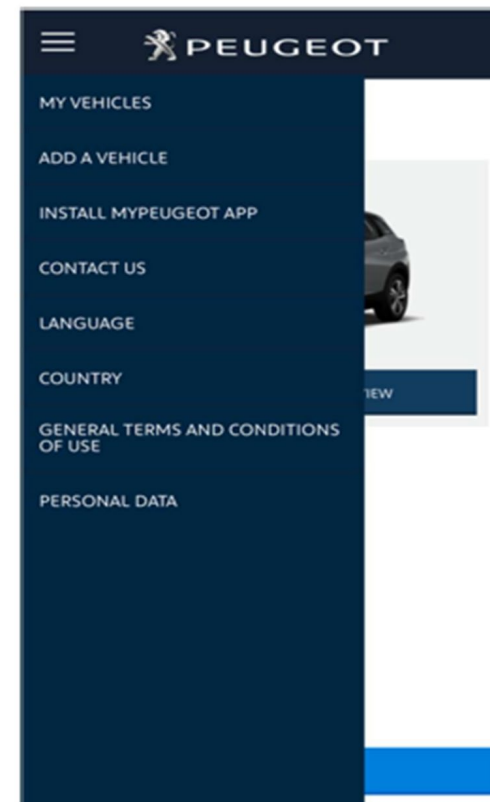 PEUGEOT
MY VEHICLES
ADD A VEHICLE
INSTALL MYPEUGEOT APP
CONTACT US
LANGUAGE
COUNTRY
IEW
GENERAL TERMS AND CONDITIONS
OF USE
PERSONAL DATA